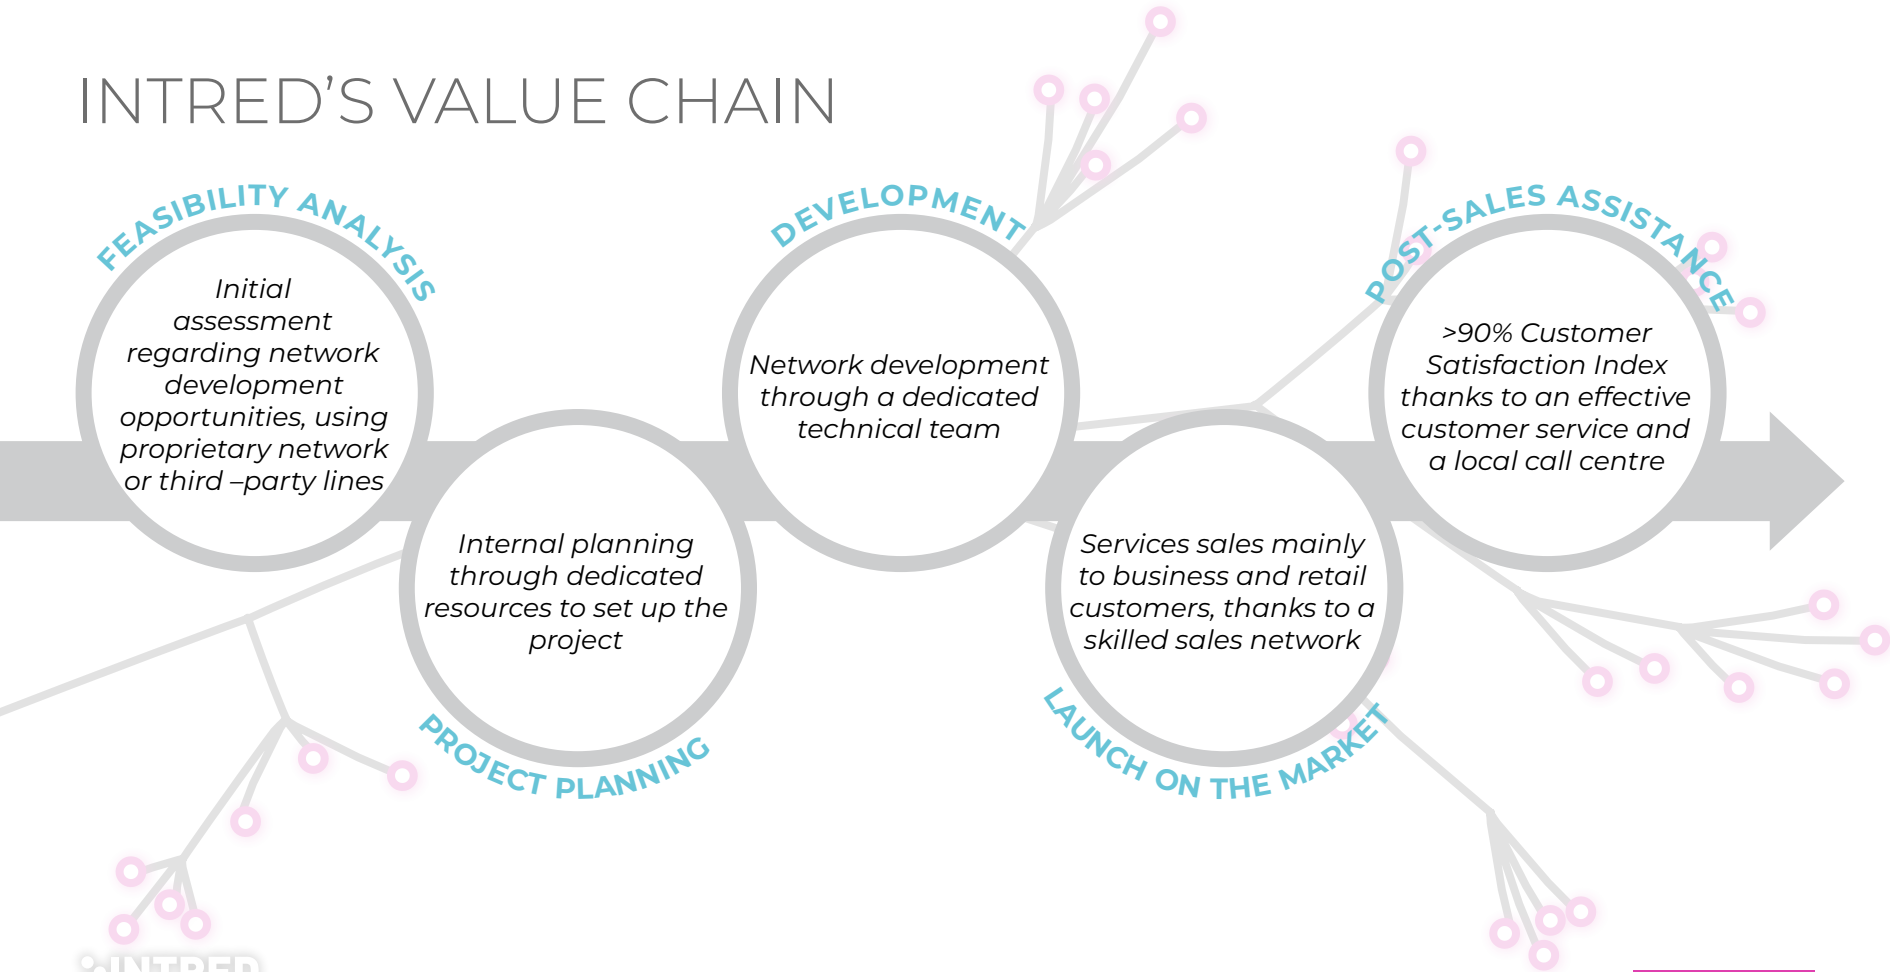 INTRED'S VALUE CHAIN
FEASIBILITY ANALYSIS
Initial
assessment
regarding network
development
opportunities, using
proprietary network
or third –party lines
Internal planning
through dedicated
resources to set up the
project
PROJECT PLANNING
DEVELOPMENT
Network development
through a dedicated
technical team
Services sales mainly
to business and retail
customers, thanks to a
skilled sales network
LAUNCH ON THE MARKET
POST-SALES ASSISTANCE
>90% Customer
Satisfaction Index
thanks to an effective
customer service and
a local call centre
INTRED